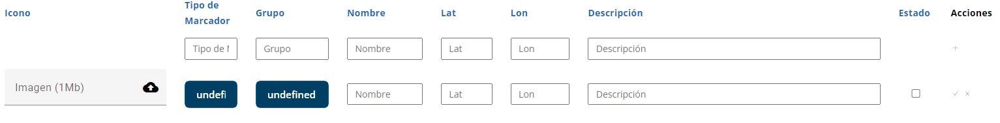 Icono
Tipo de
Marcador
Grupo
Nombre
Lat
Lon
Descripción
Estado
Acciones
Tipo de
Grupo
Nombre
Lat
Lon
Descripción
Imagen (1Mb)
undefi
undefined
Nombre
Lat
Lon
Descripción